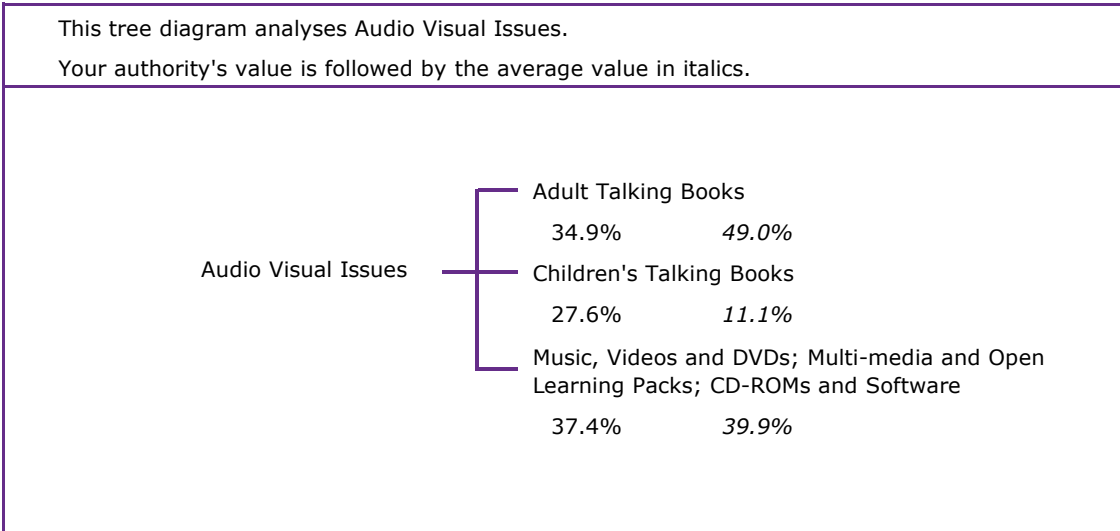 This tree diagram analyses Audio Visual Issues.
Your authority's value is followed by the average value in italics.
Adult Talking Books
34.9% 49.0%
Audio Visual Issues
Children's Talking Books
27.6% 11.1%
Music, Videos and DVDs; Multi-media and Open
Learning Packs; CD-ROMs and Software
37.4% 39.9%